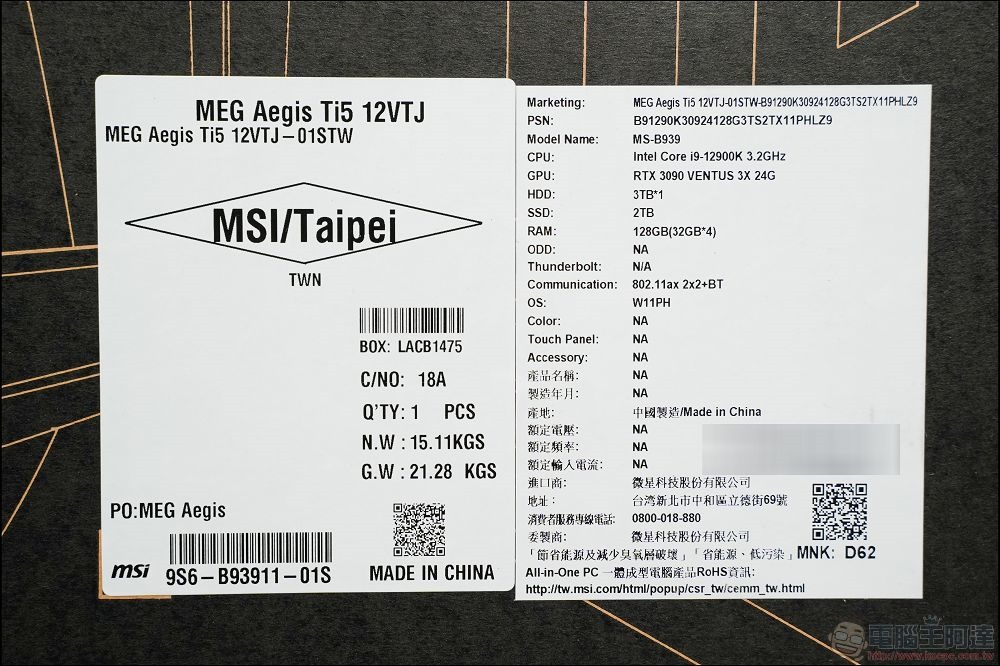 MEG Aegis Ti5 12VTJ
MEG Aegis Ti5 12VTJ-01STW
MSI/Taipei
TWN
BOX: LACB1475
C/NO: 18A
Q'TY: 1 PCS
N.W : 15.11KGS
G.W : 21.28 KGS
PO:MEG Aegis
msi 9S6-B93911-01S
MADE IN CHINA
Marketing: MEG Aegis Ti5 12VTJ-01STW-B91290K30924128G3TS2TX11PHLZ9
PSN: B91290K30924128G3TS2TX11PHLZ9
Model Name: MS-B939
CPU: Intel Core i9-12900K 3.2GHz
GPU: RTX 3090 VENTUS 3X 24G
HDD: 3TB*1
SSD: 2TB
RAM: 128GB(32GB*4)
ODD: NA
Thunderbolt: N/A
Communication: 802.11ax 2x2+BT
OS: W11PH
Color: NA
Touch Panel: NA
Accessory: NA
產品名稱: NA
製造年月: NA
產地: 中國製造/Made in China
額定電壓: NA
額定頻率: NA
額定輸入電流: NA
進口商: 微星科技股份有限公司
地址: 台湾新北市中和區立德街69號
消費者服務專線電話: 0800-018-880
委製商: 微星科技股份有限公司
「節省能源及減少臭氧層破壞」「省能源、低污染」 MNK: D62
All-in-One PC 一體成型電腦產品RoHS資訊:
http://tw.msi.com/html/popup/csr_tw/cemm_tw.html
電腦王阿達
http://www.kocpc.com.tw